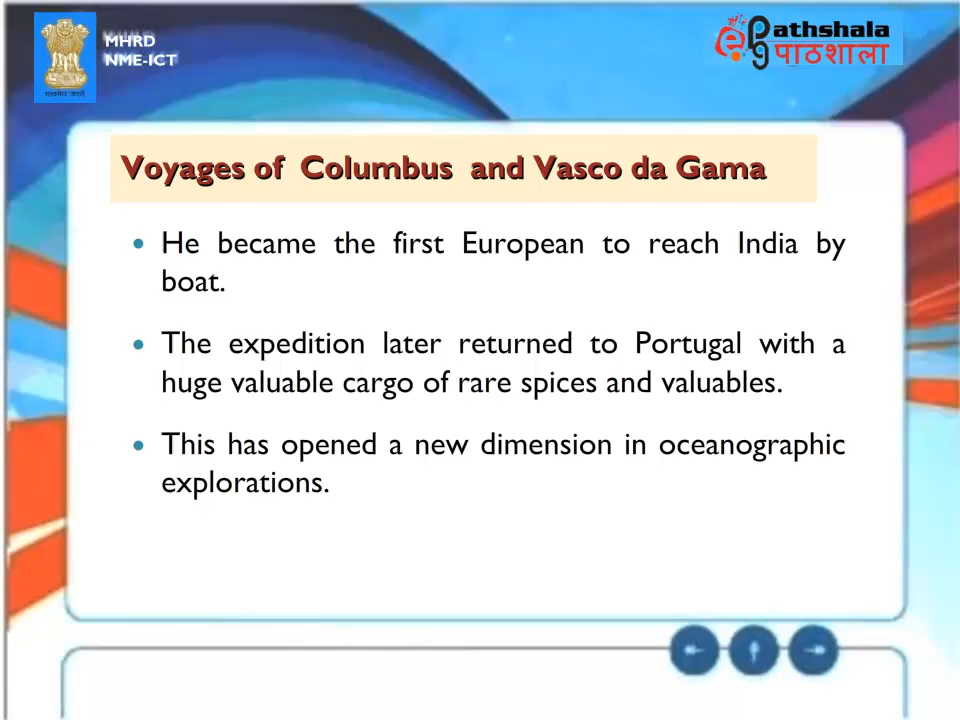 MHRD
NME-ICT
ePG Pathshala
पाठशाला
Voyages of Columbus and Vasco da Gama
• He became the first European to reach India by
boat.
• The expedition later returned to Portugal with a
huge valuable cargo of rare spices and valuables.
• This has opened a new dimension in oceanographic
explorations.